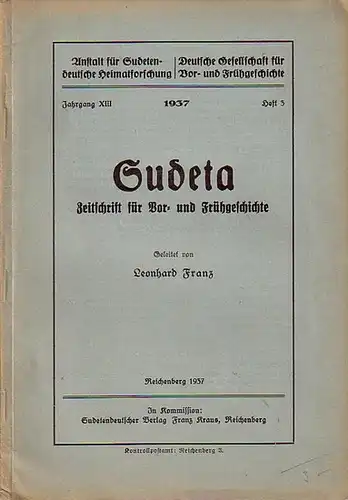 Anstalt für Sudeten-
deutsche Heimatforschung
Deutsche Gesellschaft für
Vor- und Frühgeschichte
Jahrgang XIII 1937 Heft 3
Sudeta
Zeitschrift für Vor- und Frühgeschichte
Geleitet von
Leonhard Franz
Reichenberg 1937
In Kommission:
Sudetendeutscher Verlag Franz Kraus, Reichenberg
Kontrollpostamt: Reichenberg 2.